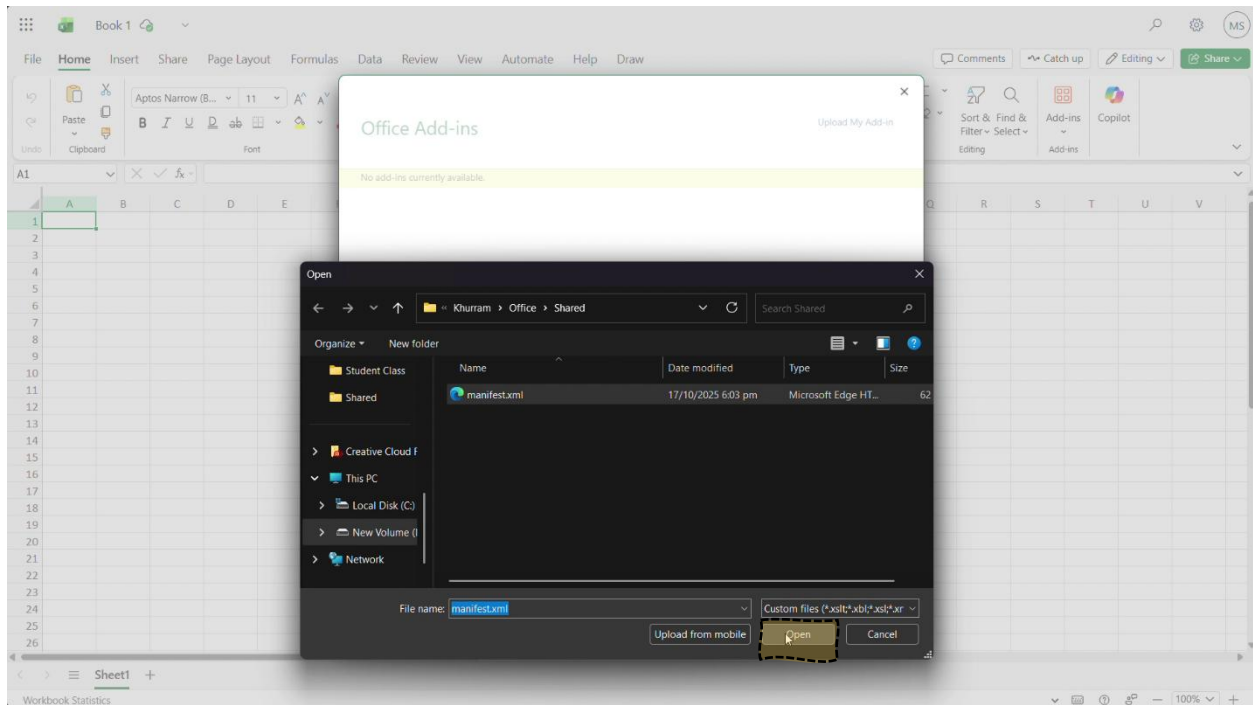 Book 1
MS
File Home Insert Share Page Layout Formulas Data Review View Automate Help Draw
Comments Catch up Editing Share
Undo
Paste
Clipboard
Aptos Narrow (B... 11 A^ A˅
B I U D ab
Font
Sort & Filter
Find & Select
Editing
Add-ins
Add-ins
Copilot
A1 fx
Office Add-ins
Upload My Add-in
No add-ins currently available.
A B C D E Q R S T U V
1
2
3
4
5
6
7
8
9
10
11
12
13
14
15
16
17
18
19
20
21
22
23
24
25
26
Open
« Khurram > Office > Shared
Search Shared
Organize New folder
Student Class
Shared
Creative Cloud F
This PC
Local Disk (C:)
New Volume (
Network
Name Date modified Type Size
manifest.xml 17/10/2025 6:03 pm Microsoft Edge HT... 62
File name: manifest.xml
Custom files (*.xslt;*.xbl;*.xsl;*.xr
Upload from mobile Open Cancel
Sheet1
Workbook Statistics
100%